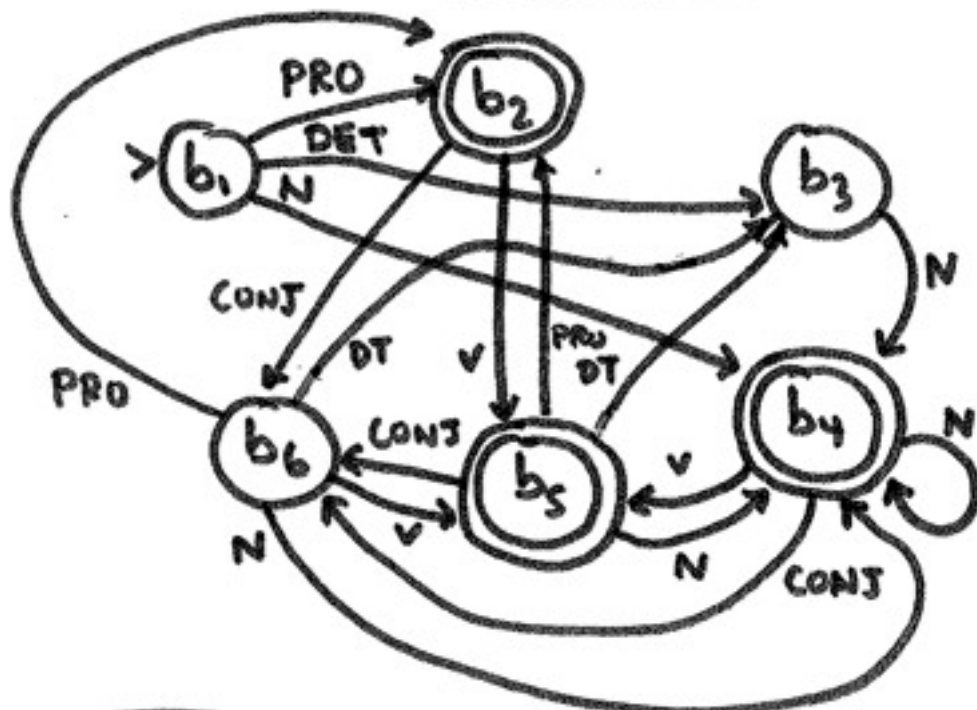 PRO
b2
DET
b1
N
b3
CONJ
N
DT
V
PRO
DT
PRO
b6
CONJ
b4
N
b5
V
V
N
N
CONJ